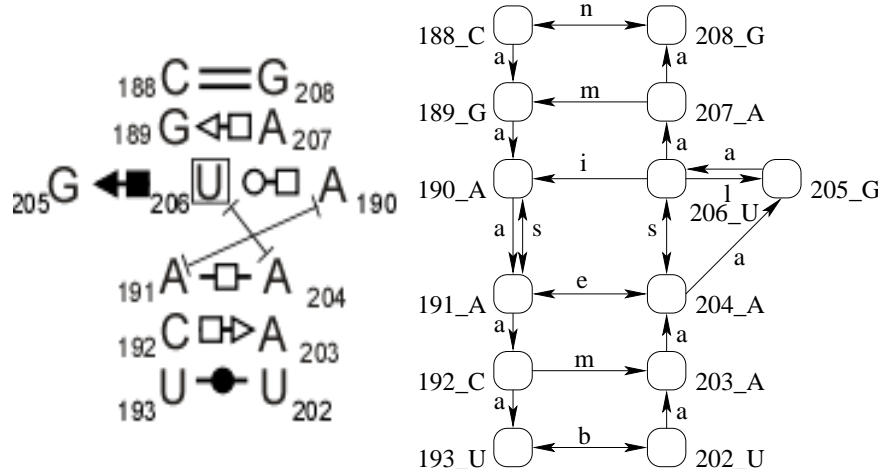 188 C G 208
189 G A 207
205 G 206 U A 190
191 A A 204
192 C A 203
193 U U 202
n
188_C 208_G
a a
m
189_G 207_A
a a a
i
190_A l 205_G
206_U
a s s a
e
191_A 204_A
a a
m
192_C 203_A
a a
b
193_U 202_U